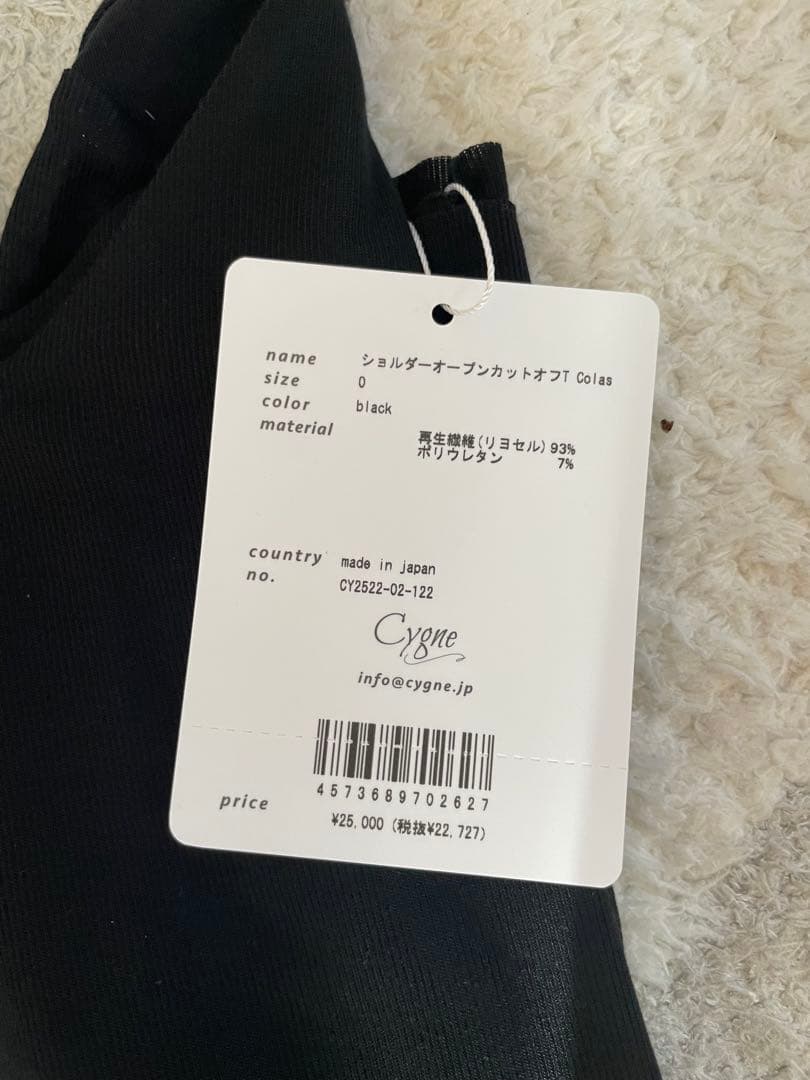 name ショルダーオープンカットオフT Colas
size 0
color black
material
再生繊維(リヨセル)93%
ポリウレタン 7%
country made in japan
no. CY2522-02-122
Cygne
info@cygne.jp
4573689702627
price ¥25,000 (税抜¥22,727)